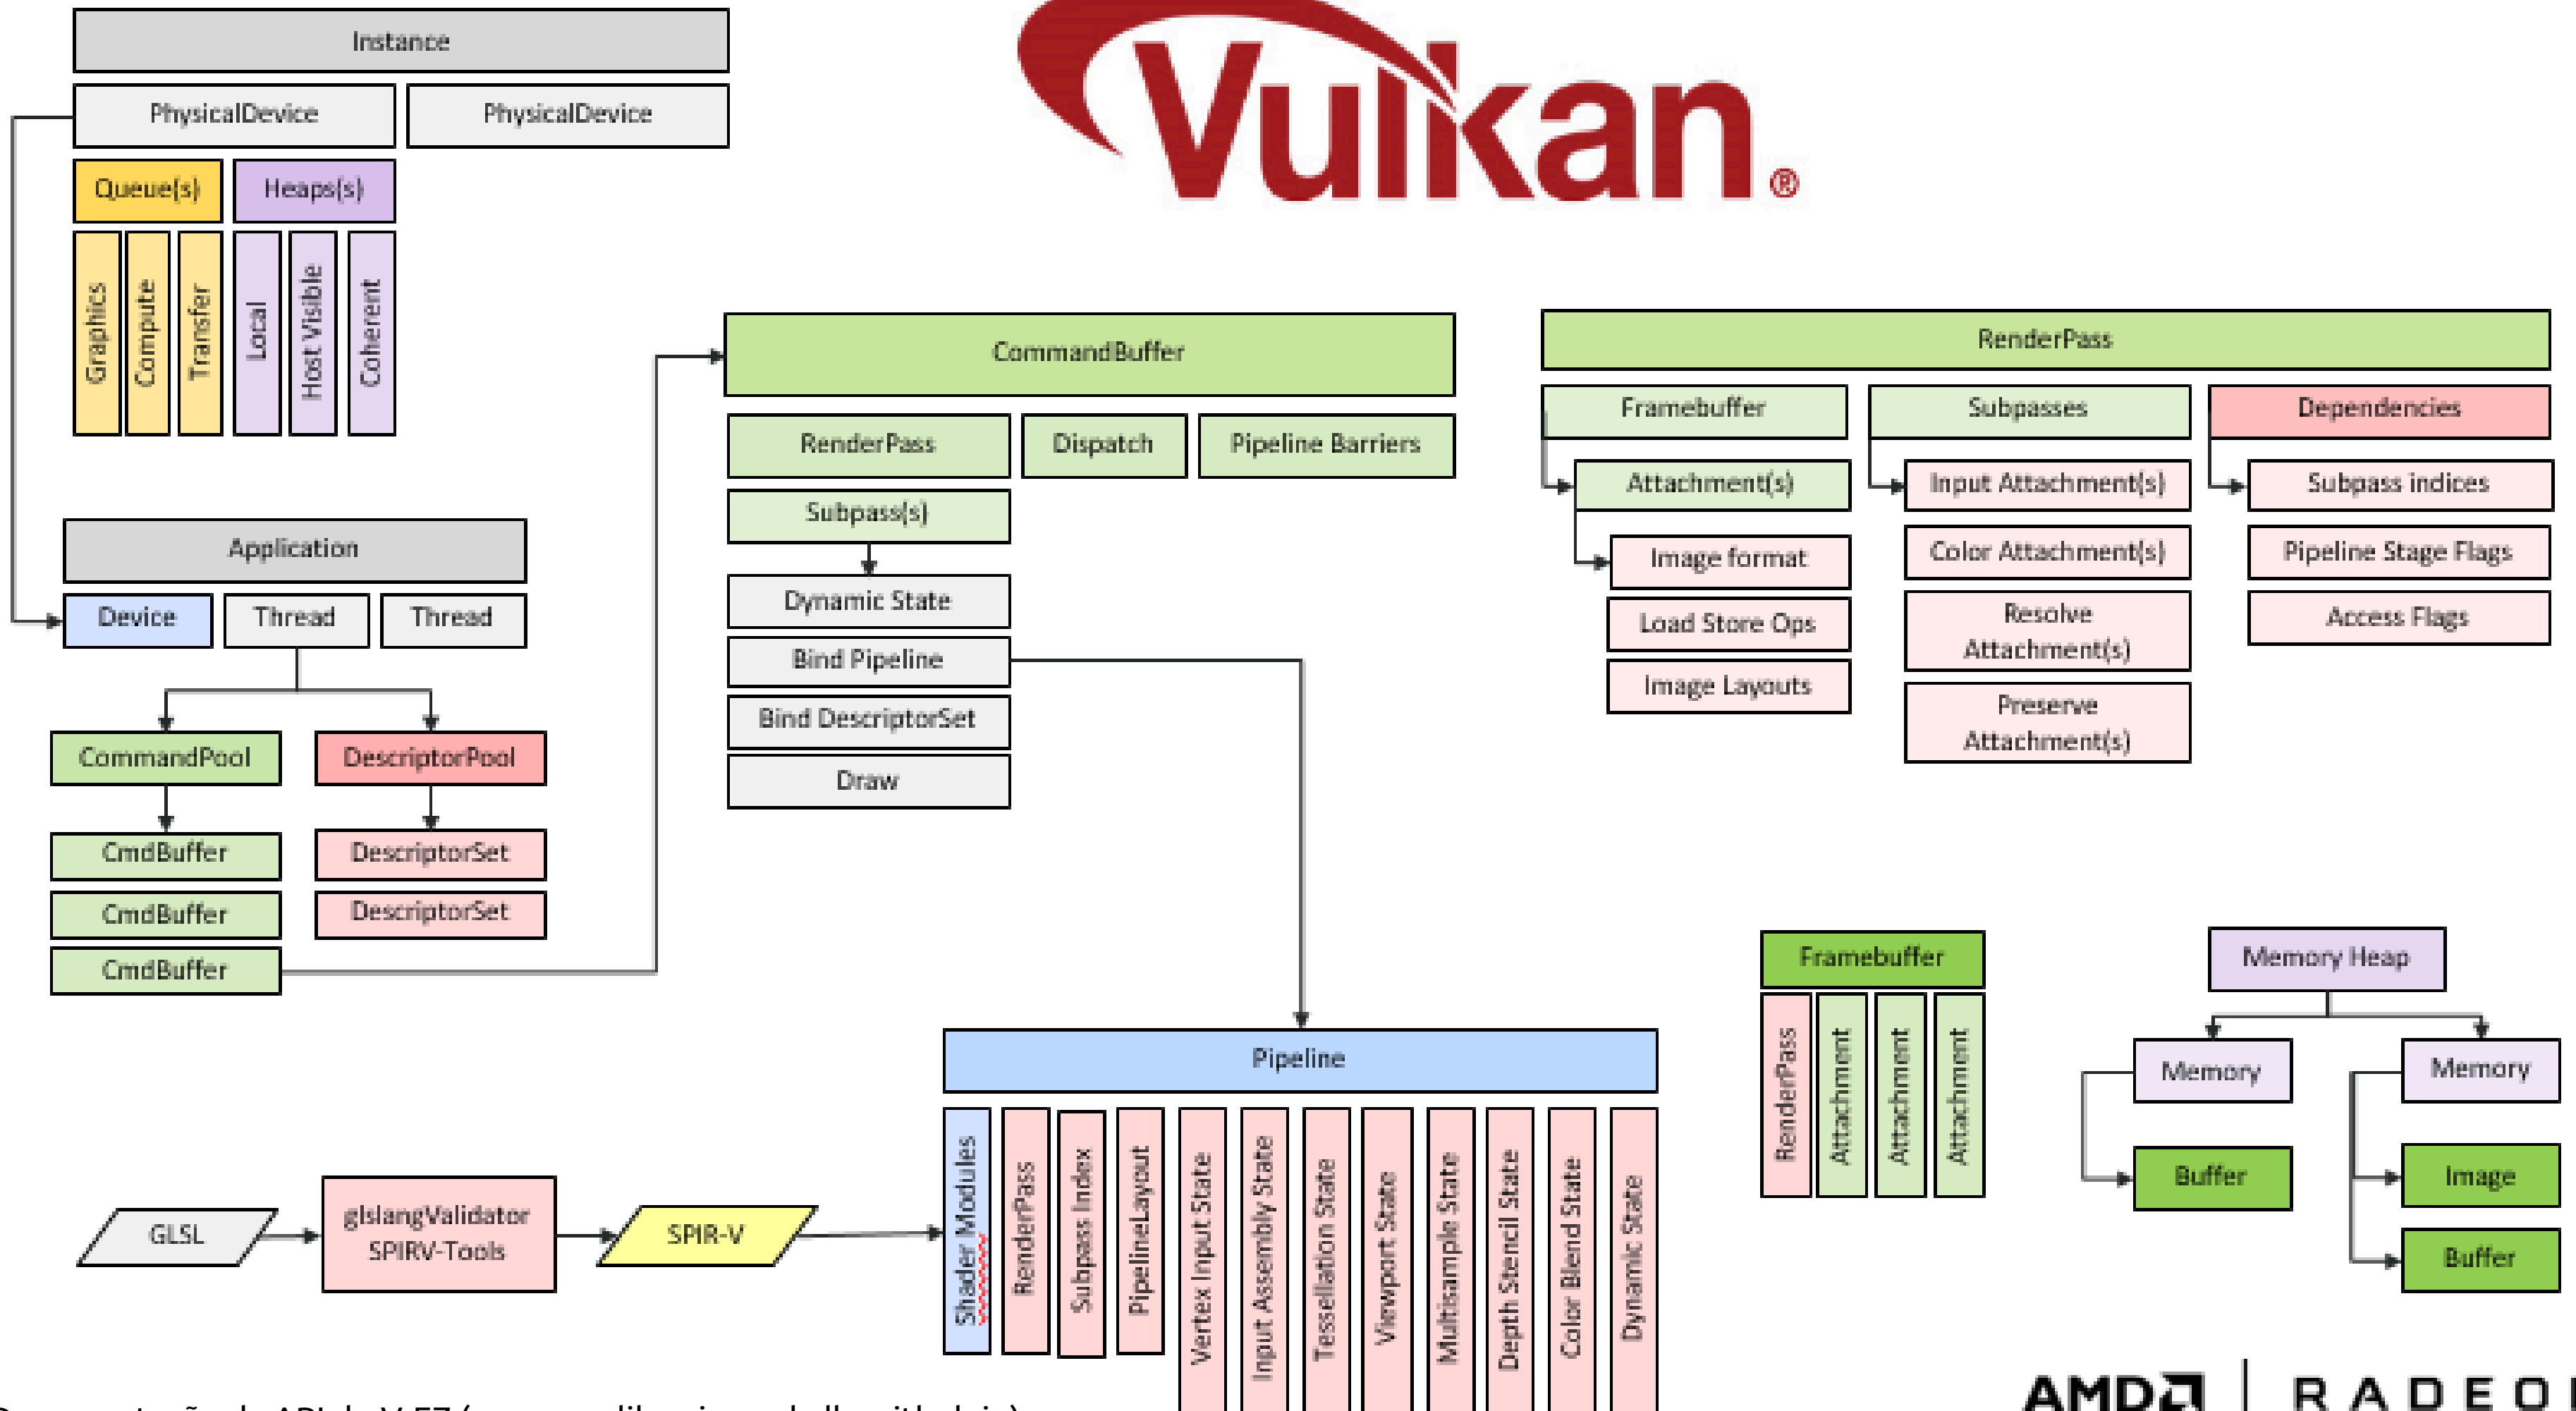 Vulkan®
Instance
PhysicalDevice
PhysicalDevice
Queue(s)
Heaps(s)
Graphics
Compute
Transfer
Local
Host Visible
Coherent
Application
Device
Thread
Thread
CommandPool
DescriptorPool
CmdBuffer
DescriptorSet
CmdBuffer
DescriptorSet
CmdBuffer
CommandBuffer
RenderPass
Dispatch
Pipeline Barriers
Subpass(s)
Dynamic State
Bind Pipeline
Bind DescriptorSet
Draw
RenderPass
Framebuffer
Attachment(s)
Image format
Load Store Ops
Image Layouts
Subpasses
Input Attachment(s)
Color Attachment(s)
Resolve
Attachment(s)
Preserve
Attachment(s)
Dependencies
Subpass indices
Pipeline Stage Flags
Access Flags
GLSL
glslangValidator
SPIRV-Tools
SPIR-V
Pipeline
Shader Modules
RenderPass
Subpass Index
PipelineLayout
Vertex Input State
Input Assembly State
Tessellation State
Viewport State
Multisample State
Depth Stencil State
Color Blend State
Dynamic State
Framebuffer
RenderPass
Attachment
Attachment
Attachment
Memory Heap
Memory
Memory
Buffer
Image
Buffer
AMD
RADEO